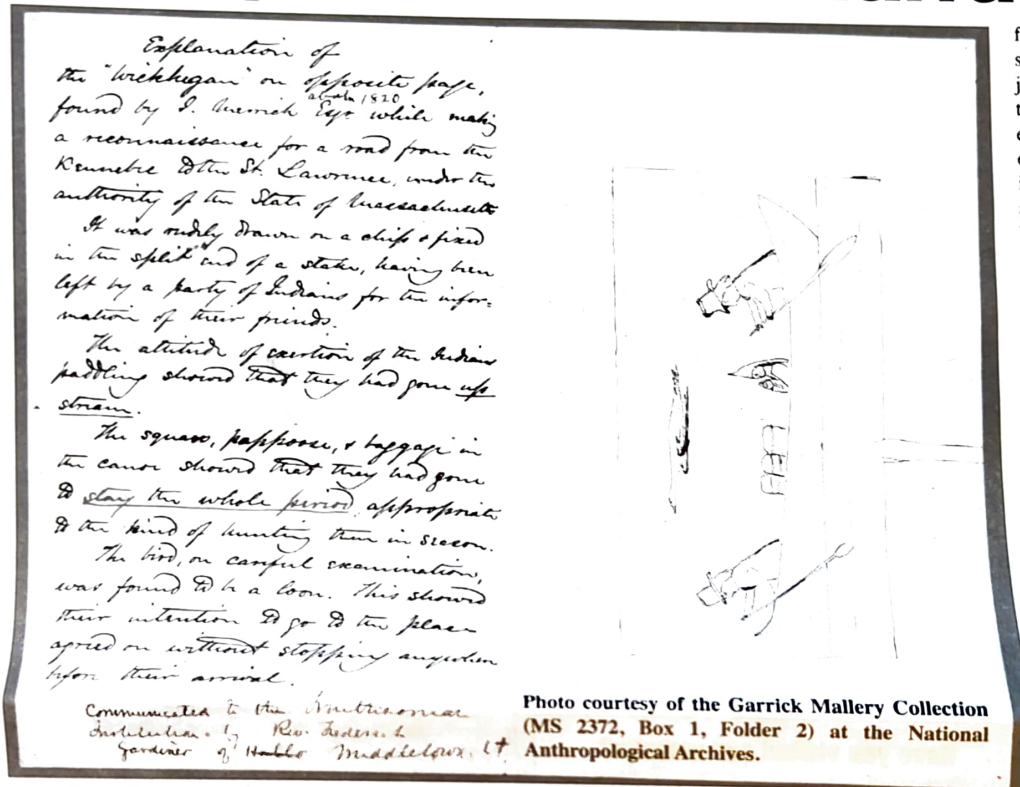 Explanation of
the "Wickhegan" on opposite page,
about 1820
found by J. Merrick Esqr while making
a reconnaissance for a road from the
Kennebec to the St. Lawrence, under the
authority of the State of Massachusetts
It was rudely drawn on a chip & fixed
in the split end of a stake, having been
left by a party of Indians for the infor=
mation of their friends.
The attitude of exertion of the Indians
paddling showed that they had gone up
stream.
The squaw, pappoose, & baggage in
the canoe showed that they had gone
to stay the whole period appropriate
to the kind of hunting then in season.
The bird, on careful examination,
was found to be a loon. This showed
their intention to go to the place
agreed on without stopping anywhere
before their arrival.
Communicated to the Smithsonian
Institution by Rev. Frederick
Gardiner of Middletown, Ct
Photo courtesy of the Garrick Mallery Collection
(MS 2372, Box 1, Folder 2) at the National
Anthropological Archives.